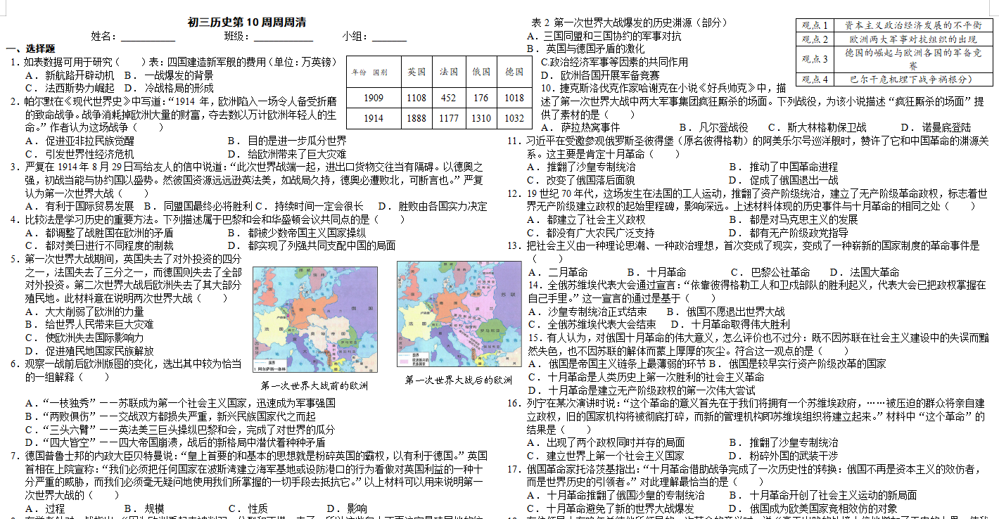 初三历史第 10 周周周清
姓名：　　　　　班级：　　　　　小组：
一、选择题
1．如表数据可用于研究（　　）表：四国建造新军舰的费用（单位：万英镑）
A． 新航路开辟动机　B． 一战爆发的背景
C． 法西斯势力崛起　D． 冷战格局的形成
年份　国别　英国　法国　俄国　德国
1909　1108　452　176　1018
1914　1888　1177　1310　1032
2．帕尔默在《现代世界史》中写道：“1914 年，欧洲陷入一场令人备受折磨
的致命战争。战争消耗掉欧洲大量的财富，夺去数以万计欧洲年轻人的生
命。”作者认为这场战争（　　）
A． 促进亚非拉民族觉醒　B． 目的是进一步瓜分世界
C． 引发世界性经济危机　D． 给欧洲带来了巨大灾难
3．严复在 1914 年 8 月 29 日写给友人的信中说道：“此次世界战端一起，进出口货物交往当有隔碍。以德奥之
强，初战当能与协约国以盛势。然彼国资源远远逊英法美，如战局久持，德奥必遭败北，可断言也。”严复
认为第一次世界大战（　　）
A． 有利于国际贸易发展　B． 同盟国最终必将胜利 C． 持续时间一定会很长　D． 胜败由各国实力决定
4．比较法是学习历史的重要方法。下列描述属于巴黎和会和华盛顿会议共同点的是（　　）
A． 都调整了战胜国在欧洲的矛盾　B． 都被少数帝国主义国家操纵
C． 都对美日进行不同程度的制裁　D． 都实现了列强共同支配中国的局面
5．第一次世界大战期间，英国失去了对外投资的四分
之一，法国失去了三分之一，而德国则失去了全部
对外投资。第二次世界大战后欧洲失去了其大部分
殖民地。此材料意在说明两次世界大战（　　）
A． 大大削弱了欧洲的力量
B． 给世界人民带来巨大灾难
C． 使欧洲失去国际影响力
D． 促进殖民地国家民族解放
6．观察一战前后欧洲版图的变化，选出其中较为恰当
的一组解释（　　）
第一次世界大战前的欧洲
第一次世界大战后的欧洲
A．“一枝独秀”——苏联成为第一个社会主义国家，迅速成为军事强国
B．“两败俱伤”——交战双方都损失严重，新兴民族国家代之而起
C．“三头六臂”——英法美三巨头操纵巴黎和会，完成了对世界的瓜分
D．“四大皆空”——四大帝国崩溃，战后的新格局中潜伏着种种矛盾
7．德国普鲁士邦的内政大臣贝特曼说：“皇上首要的和基本的思想就是粉碎英国的霸权，以有利于德国。”英国
首相在上院宣称：“我们必须把任何国家在波斯湾建立海军基地或设防港口的行为看做对英国利益的一种十
分严重的威胁，而我们必须毫无疑问地使用我们所掌握的一切手段去抵抗它。”以上材料可以用来说明第一
次世界大战的（　　）
A． 过程　B． 规模　C． 性质　D． 影响
表 2 第一次世界大战爆发的历史渊源（部分）
观点 1　资本主义政治经济发展的不平衡
观点 2　欧洲两大军事对抗组织的出现
观点 3　德国的崛起与欧洲各国的军备竞
赛
观点 4　巴尔干危机埋下战争祸根分）
A．三国同盟和三国协约的军事对抗
B． 英国与德国矛盾的激化
C.政治经济军事等因素的共同作用
D． 欧洲各国开展军备竞赛
10．捷克斯洛伐克作家哈谢克在小说《好兵帅克》中，描
述了第一次世界大战中两大军事集团疯狂厮杀的场面。下列战役，为该小说描述“疯狂厮杀的场面”提
供了素材的是（　　）
A． 萨拉热窝事件　B． 凡尔登战役　C． 斯大林格勒保卫战　D． 诺曼底登陆
11．习近平在受邀参观俄罗斯圣彼得堡（原名彼得格勒）的阿美乐尔号巡洋舰时，赞许了它和中国革命的渊源关
系。这主要是肯定十月革命（　　）
A． 推翻了沙皇专制统治　B． 推动了中国革命进程
C． 改变了俄国落后面貌　D． 促成了俄国退出一战
12．19 世纪 70 年代，这场发生在法国的工人运动，推翻了资产阶级统治，建立了无产阶级革命政权，标志着世
界无产阶级建立政权的起始里程碑，影响深远。上述材料体现的历史事件与十月革命的相同之处（　　）
A． 都建立了社会主义政权　B． 都是对马克思主义的发展
C． 都没有广大农民广泛支持　D． 都有无产阶级政党指导
13．把社会主义由一种理论思潮、一种政治理想，首次变成了现实，变成了一种崭新的国家制度的革命事件是
（　　）
A． 二月革命　B． 十月革命　C． 巴黎公社革命　D．法国大革命
14．全俄苏维埃代表大会通过宣言：“依靠彼得格勒工人和卫戍部队的胜利起义，代表大会已把政权掌握在
自己手里。”这一宣言的通过是基于（　　）
A． 沙皇专制统治正式结束　B． 俄国不愿退出世界大战
C． 全俄苏维埃代表大会结束　D． 十月革命取得伟大胜利
15．有人认为，对俄国十月革命的伟大意义，怎么评价也不过分：既不因苏联在社会主义建设中的失误而黯
然失色，也不因苏联的解体而蒙上厚厚的灰尘。符合这一观点的是（　　）
A． 俄国是帝国主义链条上最薄弱的环节 B． 俄国是较早实行资产阶级改革的国家
C． 十月革命是人类历史上第一次胜利的社会主义革命
D． 十月革命是建立无产阶级政权的第一次伟大尝试
16．列宁在某次演讲时说：“这个革命的意义首先在于我们将拥有一个苏维埃政府，……被压迫的群众将亲自建
立政权，旧的国家机构将被彻底打碎，而新的管理机构即苏维埃组织将建立起来。”材料中“这个革命”的
结果是（　　）
A． 出现了两个政权同时并存的局面　B． 推翻了沙皇专制统治
C． 建立世界上第一个社会主义国家　D． 粉碎外国的武装干涉
17．俄国革命家托洛茨基指出：“十月革命借助战争完成了一次历史性的转换：俄国不再是资本主义的效仿者，
而是世界历史的引领者。”对此理解最恰当的是（　　）
A． 十月革命推翻了俄国沙皇的专制统治　B． 十月革命开创了社会主义运动的新局面
C． 十月革命避免了新的世界大战爆发　D． 俄国成为欧美国家竞相效仿的对象